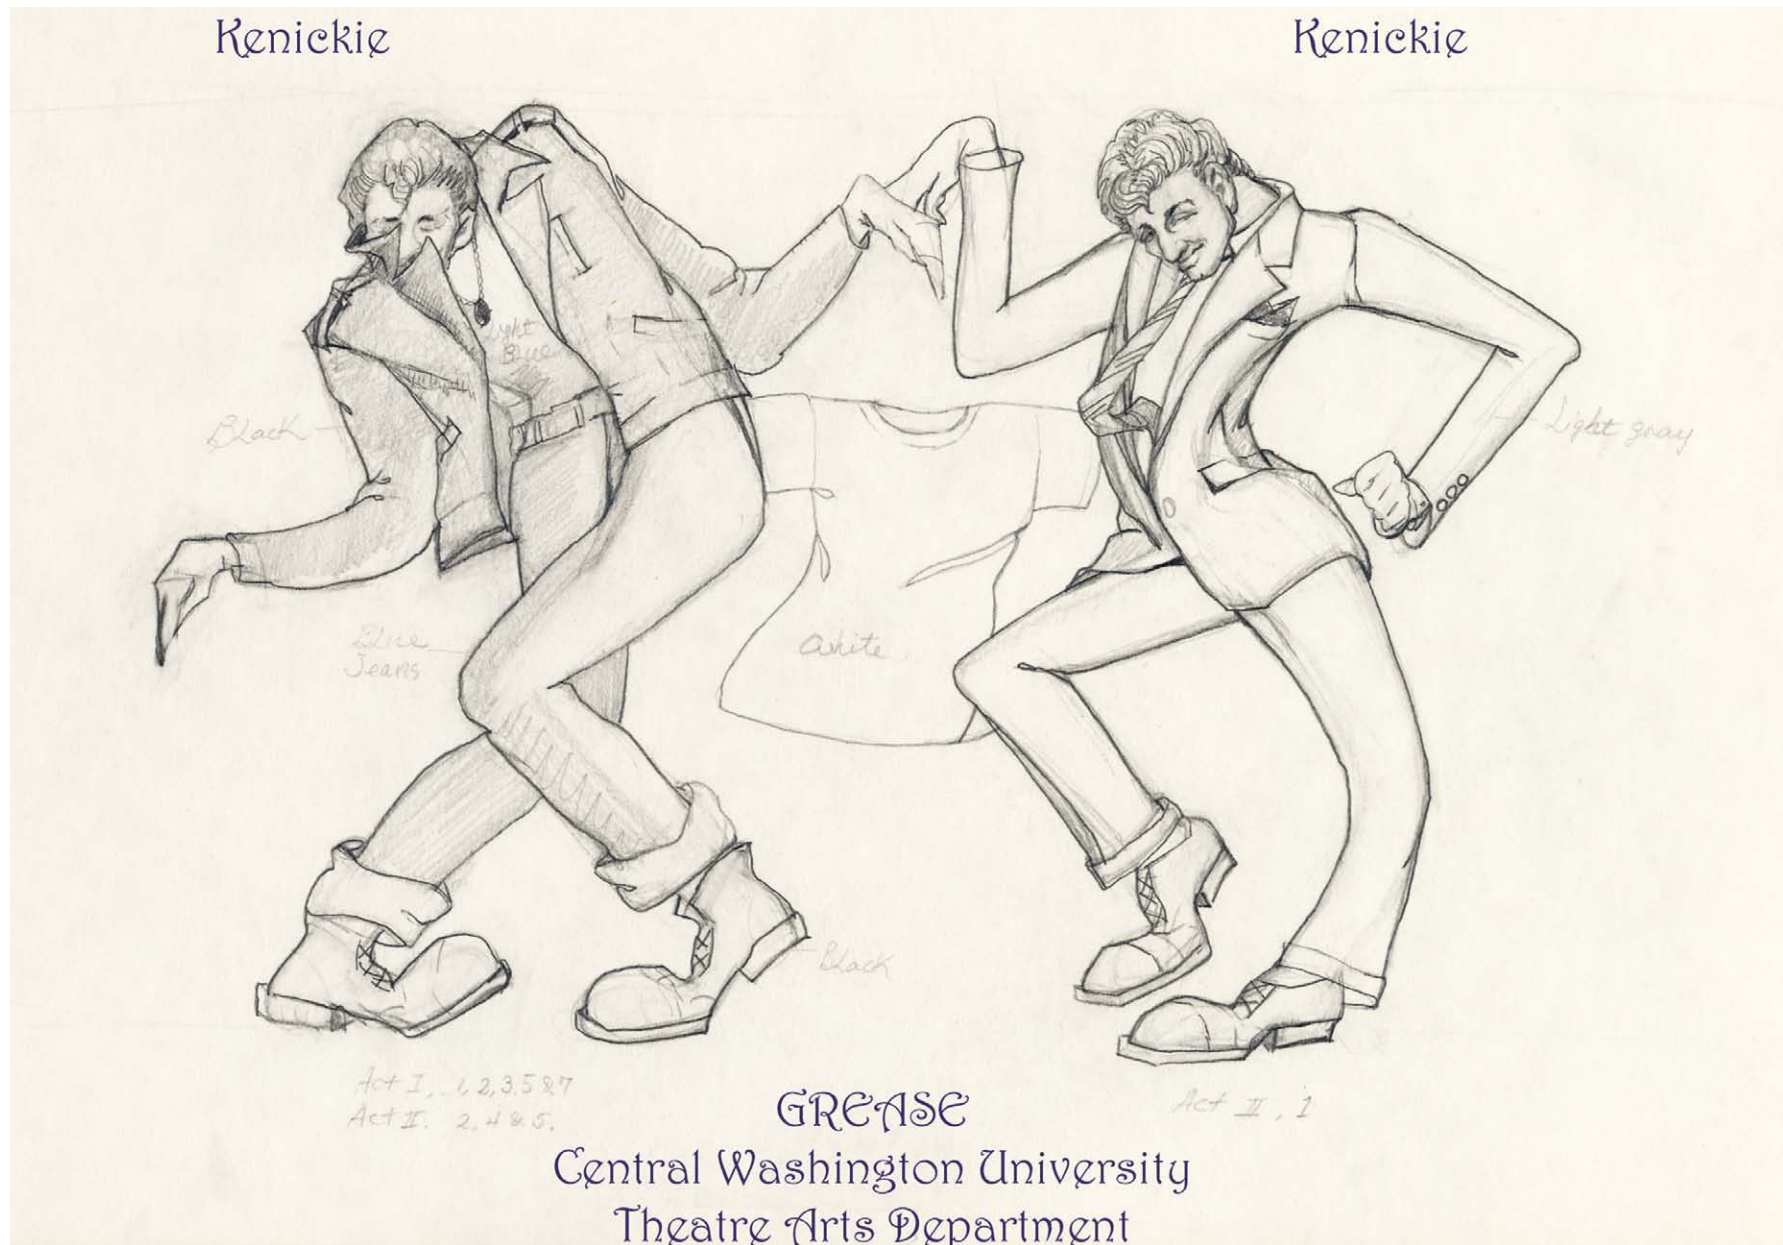 Kenickie
Kenickie
Light
Blue
Black
Light gray
Blue
Jeans
White
Black
Act I, 1, 2, 3, 5 & 7
Act II. 2, 4 & 5.
Act II, 1
GREASE
Central Washington University
Theatre Arts Department